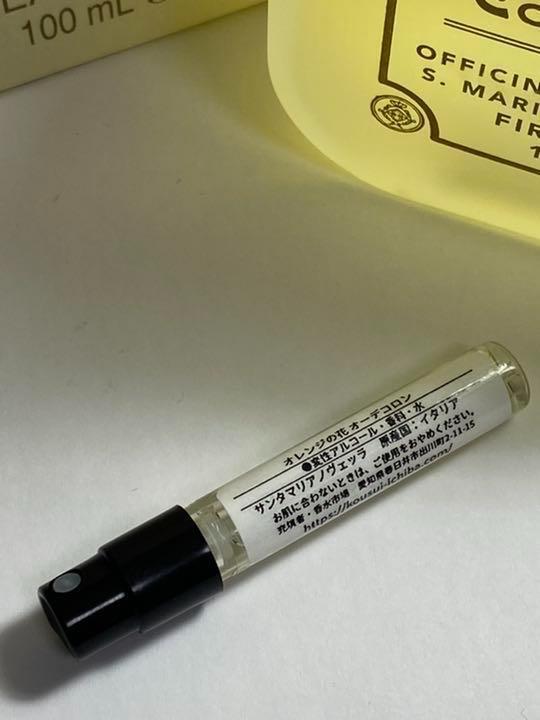 100 mL
Co
OFFICIN
S. MARI
FIR
1
オレンジの花 オーデコロン
●変性アルコール・香料・水
サンタマリアノヴェッラ 原産国：イタリア
お肌に合わないときは、ご使用をおやめください。
充填者・香水市場 愛知県春日井市出川町2-11-15
https://kousui-ichiba.com/